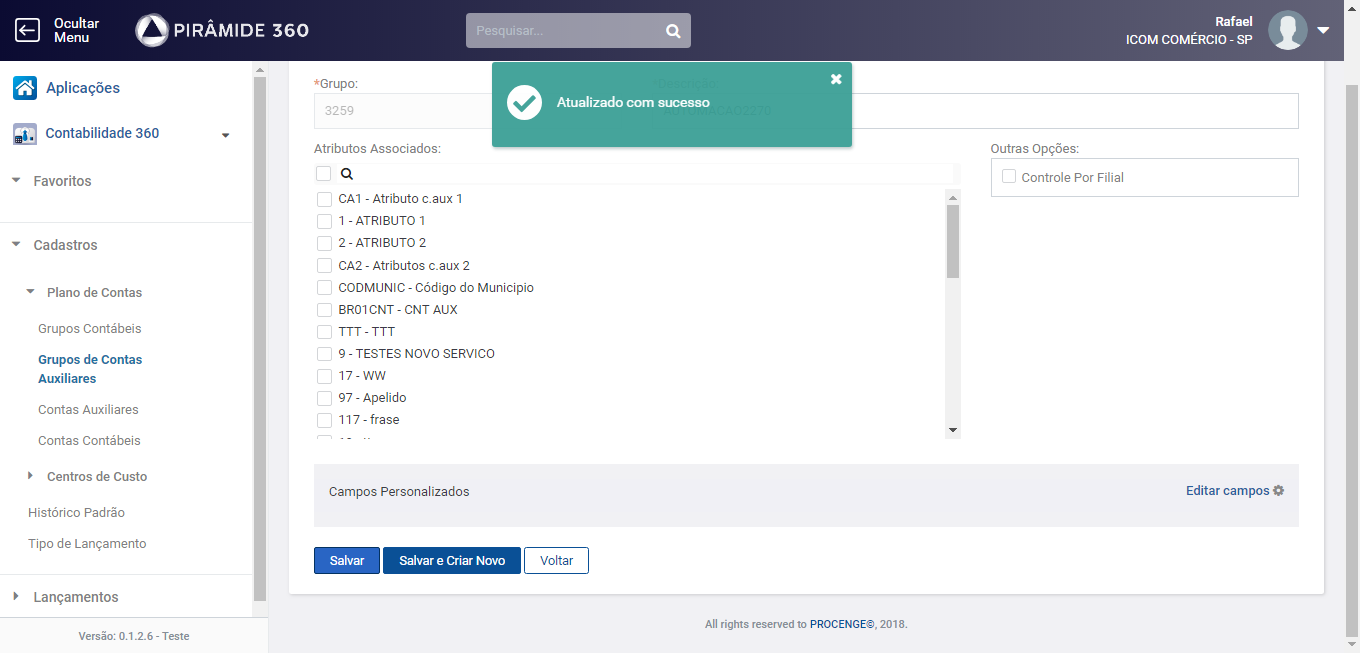 Ocultar
Menu
PIRÂMIDE 360
Pesquisar...
Rafael
ICOM COMÉRCIO - SP
Aplicações
Contabilidade 360
Favoritos
Cadastros
Plano de Contas
Grupos Contábeis
Grupos de Contas
Auxiliares
Contas Auxiliares
Contas Contábeis
Centros de Custo
Histórico Padrão
Tipo de Lançamento
Lançamentos
Versão: 0.1.2.6 - Teste
Atualizado com sucesso
*Grupo:
*Descrição:
3259
Atributos Associados:
Outras Opções:
Controle Por Filial
CA1 - Atributo c.aux 1
1 - ATRIBUTO 1
2 - ATRIBUTO 2
CA2 - Atributos c.aux 2
CODMUNIC - Código do Municipio
BR01CNT - CNT AUX
TTT - TTT
9 - TESTES NOVO SERVICO
17 - WW
97 - Apelido
117 - frase
Campos Personalizados
Editar campos
Salvar
Salvar e Criar Novo
Voltar
All rights reserved to PROCENGE©, 2018.